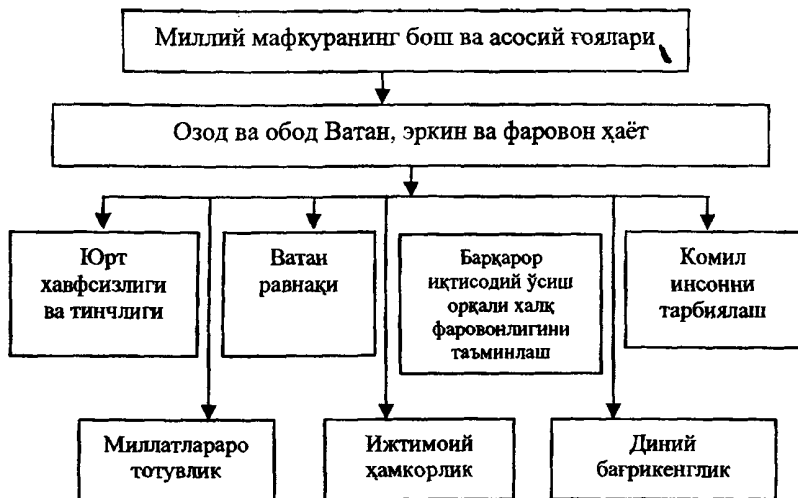 Миллий мафкуранинг бош ва асосий ғоялари
Озод ва обод Ватан, эркин ва фаровон ҳаёт
Юрт
хавфсизлиги
ва тинчлиги
Ватан
равнақи
Барқарор
иқтисодий ўсиш
орқали халқ
фаровонлигини
таъминлаш
Комил
инсонни
тарбиялаш
Миллатлараро
тотувлик
Ижтимоий
ҳамкорлик
Диний
бағрикенглик